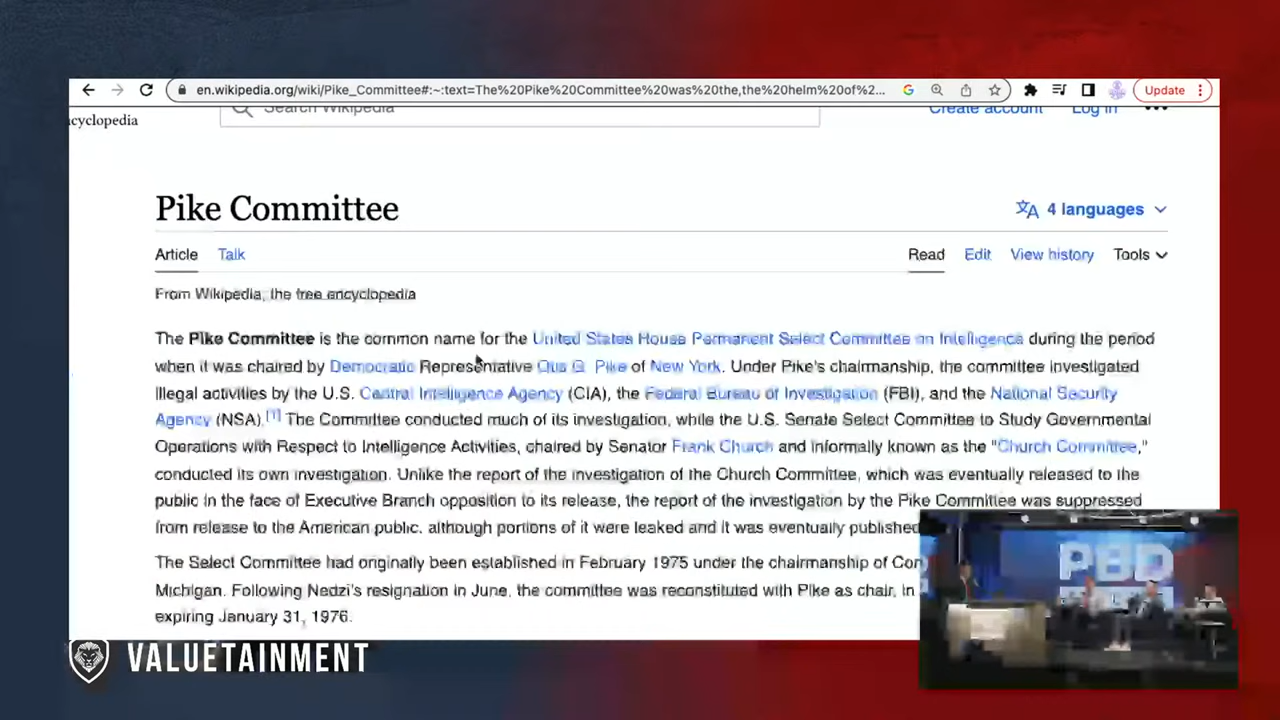 en.wikipedia.org/wiki/Pike_Committee#:~:text=The%20Pike%20Committee%20was%20the,the%20helm%20of%2...
Update
cyclopedia
Search Wikipedia
Create account
Log in
Pike Committee
4 languages
Article Talk
Read Edit View history Tools
From Wikipedia, the free encyclopedia
The Pike Committee is the common name for the United States House Permanent Select Committee on Intelligence during the period
when it was chaired by Democratic Representative Otis G. Pike of New York. Under Pike's chairmanship, the committee investigated
illegal activities by the U.S. Central Intelligence Agency (CIA), the Federal Bureau of Investigation (FBI), and the National Security
Agency (NSA).[1] The Committee conducted much of its investigation, while the U.S. Senate Select Committee to Study Governmental
Operations with Respect to Intelligence Activities, chaired by Senator Frank Church and informally known as the "Church Committee,"
conducted its own investigation. Unlike the report of the investigation of the Church Committee, which was eventually released to the
public in the face of Executive Branch opposition to its release, the report of the investigation by the Pike Committee was suppressed
from release to the American public, although portions of it were leaked and it was eventually published
The Select Committee had originally been established in February 1975 under the chairmanship of Con
Michigan. Following Nedzi's resignation in June, the committee was reconstituted with Pike as chair, in
expiring January 31, 1976.
PBD
VALUETAINMENT